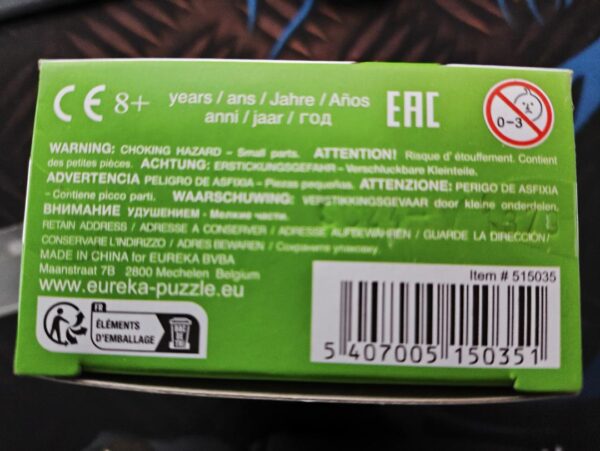 CE 8+ years / ans / Jahre / Años
anni / jaar / год
EAC
0-3
WARNING: CHOKING HAZARD – Small parts. ATTENTION! Risque d'étouffement. Contient
des petites pièces. ACHTUNG: ERSTICKUNGSGEFAHR – Verschluckbare Kleinteile.
ADVERTENCIA PELIGRO DE ASFIXIA – Piezas pequeñas. ATTENZIONE: PERIGO DE ASFIXIA
– Contiene picco parti. WAARSCHUWING: VERSTIKKINGSGEVAAR door kleine onderdelen.
ВНИМАНИЕ УДУШЕНИЕМ - Мелкие части.
RETAIN ADDRESS / ADRESSE A CONSERVER / ADRESSE AUFBEWAHREN / GUARDE LA DIRECCIÓN/
CONSERVARE L'INDIRIZZO / ADRES BEWAREN / Сохраните упаковку.
MADE IN CHINA for EUREKA BVBA
Maanstraat 7B 2800 Mechelen Belgium
www.eureka-puzzle.eu
FR
ÉLÉMENTS
D'EMBALLAGE
BAC
DE
TRI
Item # 515035
5 407005 150351